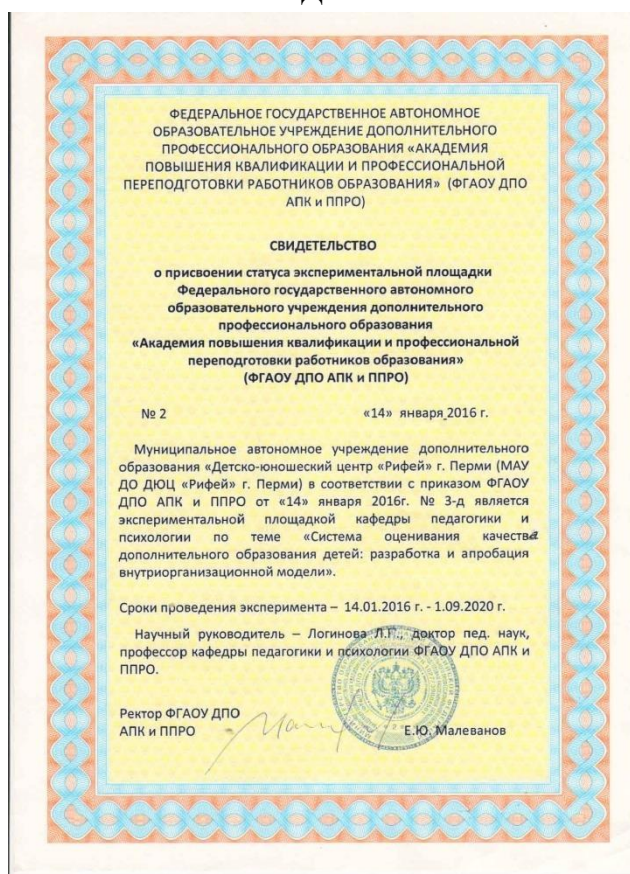 ФЕДЕРАЛЬНОЕ ГОСУДАРСТВЕННОЕ АВТОНОМНОЕ
ОБРАЗОВАТЕЛЬНОЕ УЧРЕЖДЕНИЕ ДОПОЛНИТЕЛЬНОГО
ПРОФЕССИОНАЛЬНОГО ОБРАЗОВАНИЯ «АКАДЕМИЯ
ПОВЫШЕНИЯ КВАЛИФИКАЦИИ И ПРОФЕССИОНАЛЬНОЙ
ПЕРЕПОДГОТОВКИ РАБОТНИКОВ ОБРАЗОВАНИЯ» (ФГАОУ ДПО
АПК и ППРО)
СВИДЕТЕЛЬСТВО
о присвоении статуса экспериментальной площадки
Федерального государственного автономного
образовательного учреждения дополнительного
профессионального образования
«Академия повышения квалификации и профессиональной
переподготовки работников образования»
(ФГАОУ ДПО АПК и ППРО)
№ 2 «14» января 2016 г.
Муниципальное автономное учреждение дополнительного
образования «Детско-юношеский центр «Рифей» г. Перми (МАУ
ДО ДЮЦ «Рифей» г. Перми) в соответствии с приказом ФГАОУ
ДПО АПК и ППРО от «14» января 2016г. № 3-д является
экспериментальной площадкой кафедры педагогики и
психологии по теме «Система оценивания качества
дополнительного образования детей: разработка и апробация
внутриорганизационной модели».
Сроки проведения эксперимента – 14.01.2016 г. - 1.09.2020 г.
Научный руководитель – Логинова Л.Г., доктор пед. наук,
профессор кафедры педагогики и психологии ФГАОУ ДПО АПК и
ППРО.
Ректор ФГАОУ ДПО
АПК и ППРО Е.Ю. Малеванов